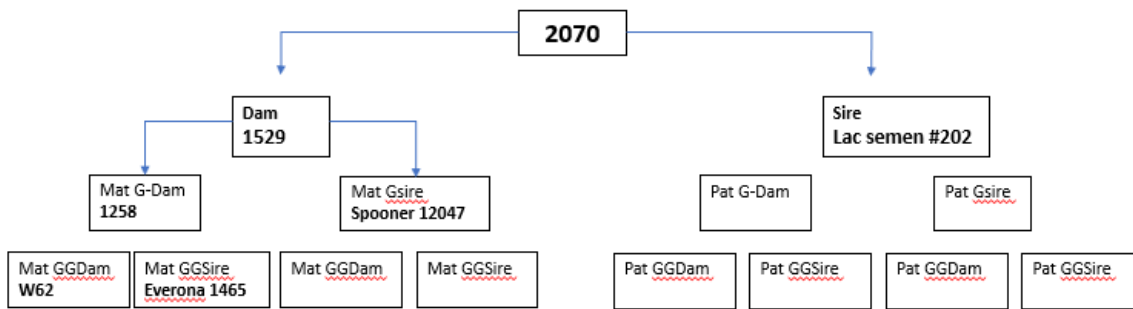 2070
Dam
1529
Sire
Lac semen #202
Mat G-Dam
1258
Mat Gsire
Spooner 12047
Pat G-Dam
Pat Gsire
Mat GGDam
W62
Mat GGSire
Everona 1465
Mat GGDam
Mat GGSire
Pat GGDam
Pat GGSire
Pat GGDam
Pat GGSire